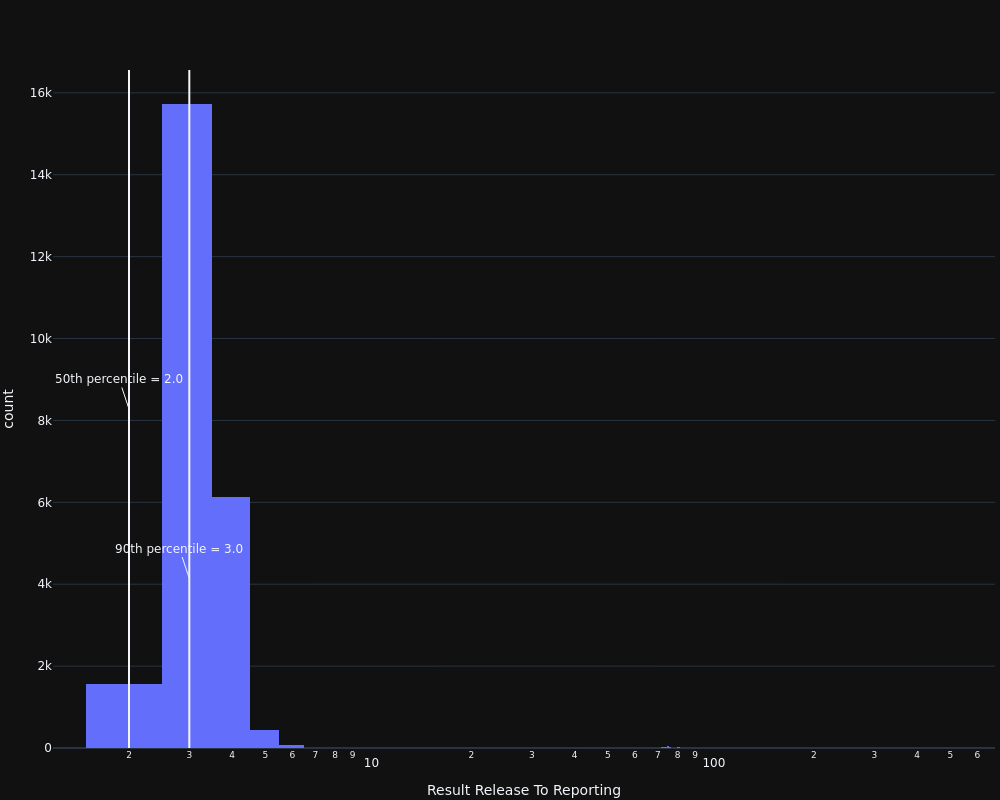 16k
14k
12k
10k
8k
6k
4k
2k
0
count
50th percentile = 2.0
90th percentile = 3.0
2 3 4 5 6 7 8 9 10 2 3 4 5 6 7 8 9 100 2 3 4 5 6
Result Release To Reporting